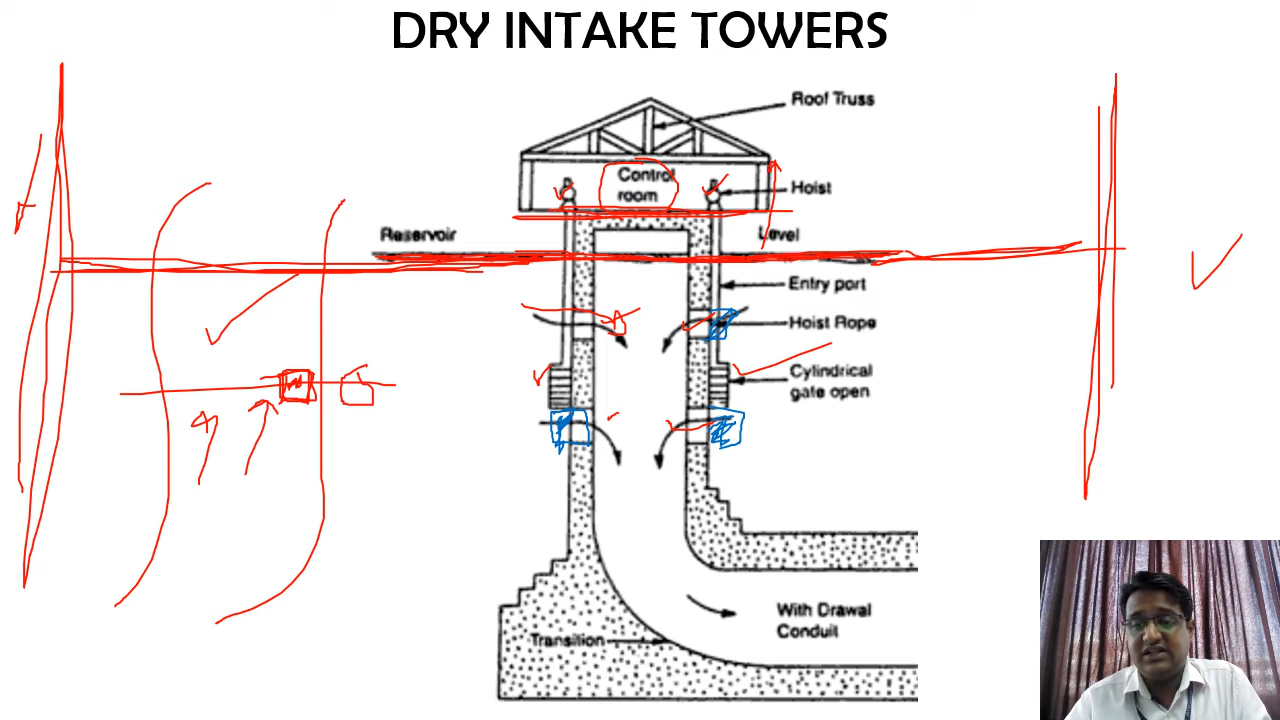 DRY INTAKE TOWERS
Roof Truss
Control
room
Hoist
Reservoir
Level
Entry port
Hoist Rope
Cylindrical
gate open
With Drawal
Conduit
Transition